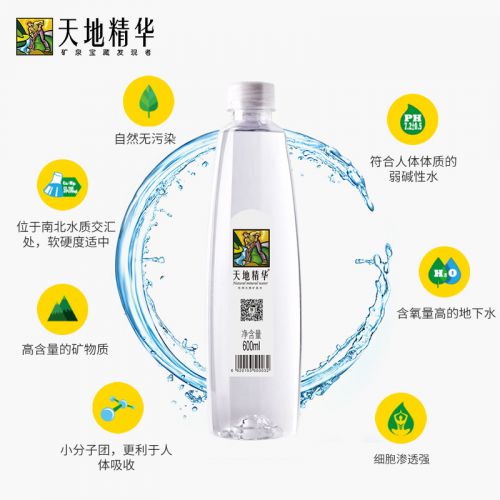 天地精华
矿泉宝藏发现者
自然无污染
PH
7.2±0.5
符合人体体质的
弱碱性水
位于南北水质交汇
处，软硬度适中
H₂O
含氧量高的地下水
高含量的矿物质
天地精华
Natural mineral water
净含量
600ml
小分子团，更利于人
体吸收
细胞渗透强